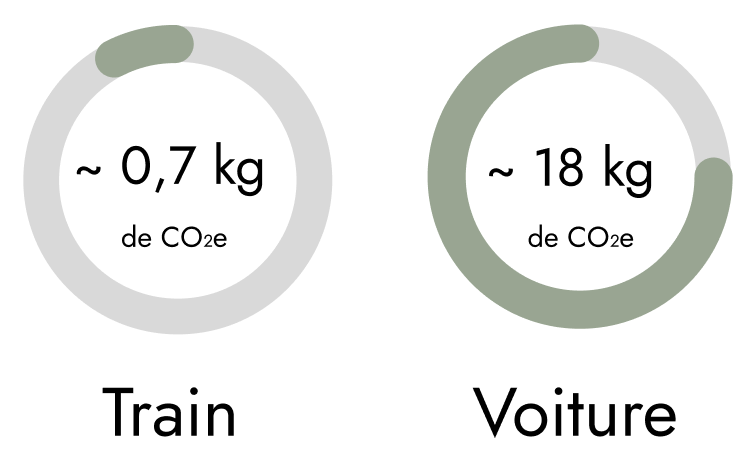 ~ 0,7 kg
de CO2e
Train
~ 18 kg
de CO2e
Voiture